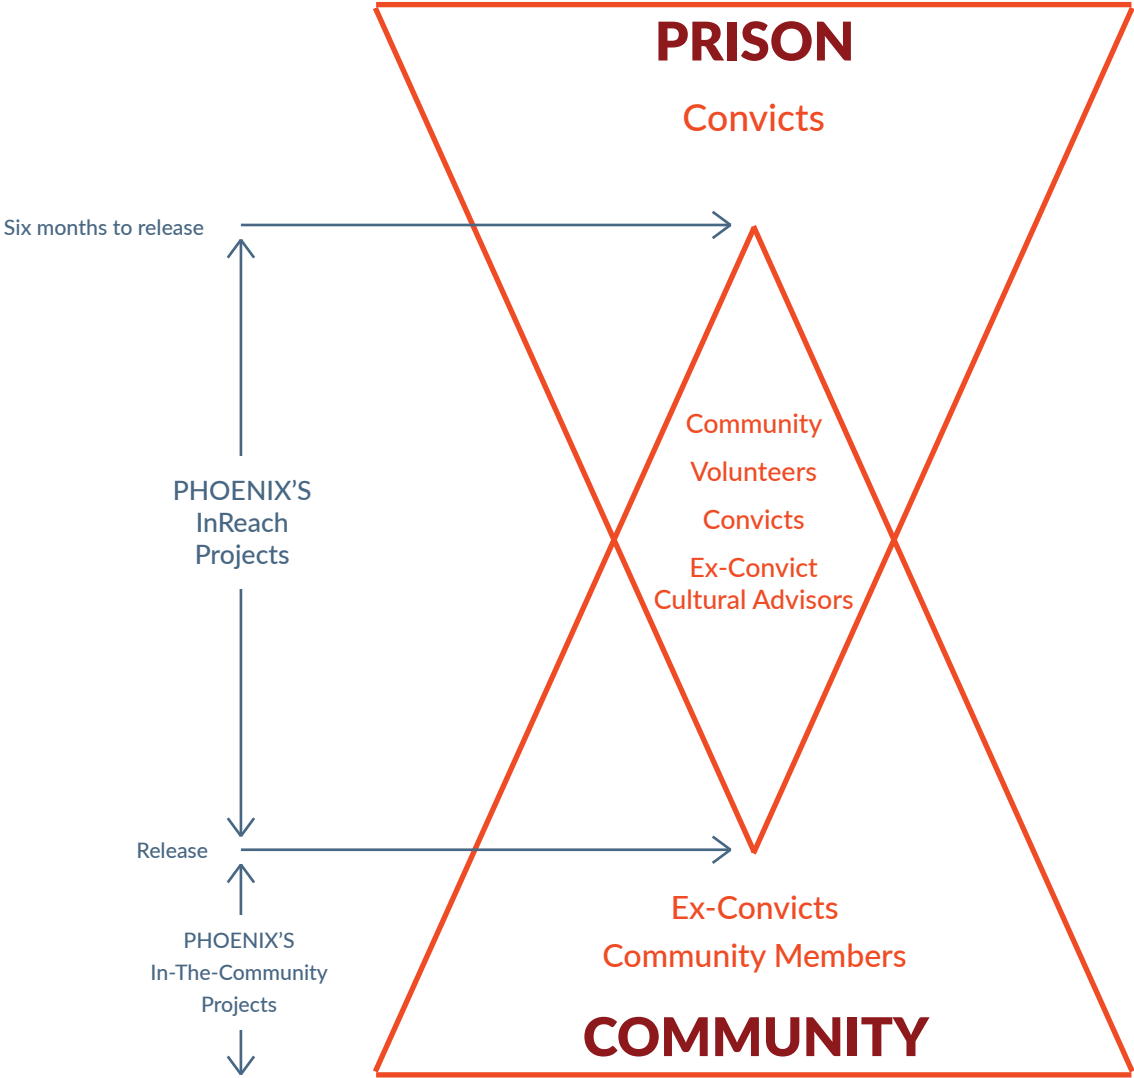 PRISON
Convicts
Six months to release
Community
Volunteers
Convicts
Ex-Convict
Cultural Advisors
PHOENIX’S
InReach
Projects
Release
Ex-Convicts
Community Members
PHOENIX’S
In-The-Community
Projects
COMMUNITY